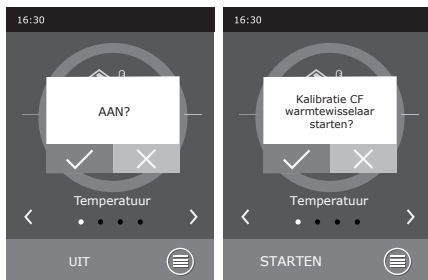 16:30
AAN?
Temperatuur
UIT
16:30
Kalibratie CF
warmtewisselaar
starten?
Temperatuur
STARTEN